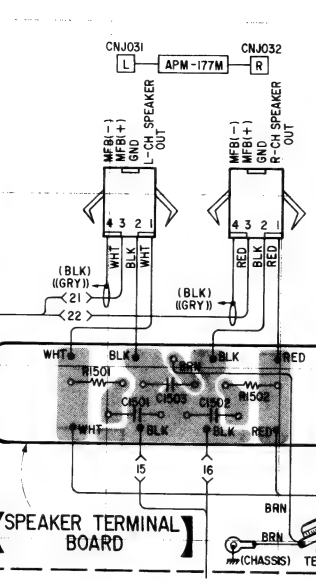 CNJ031 CNJ032
L APM-177M R
MFB(-) MFB(+) GND L-CH SPEAKER OUT
MFB(-) MFB(+) GND R-CH SPEAKER OUT
4 3 2 1 4 3 2 1
WHT BLK WHT RED BLK RED
(BLK) ((GRY)) (BLK) ((GRY))
21
22
WHT BLK BRN BLK RED
R1501 C1503 R1502
C1501 C1502
WHT BLK BLK RED
15 16
BRN
SPEAKER TERMINAL
BOARD
BRN
(CHASSIS) TE